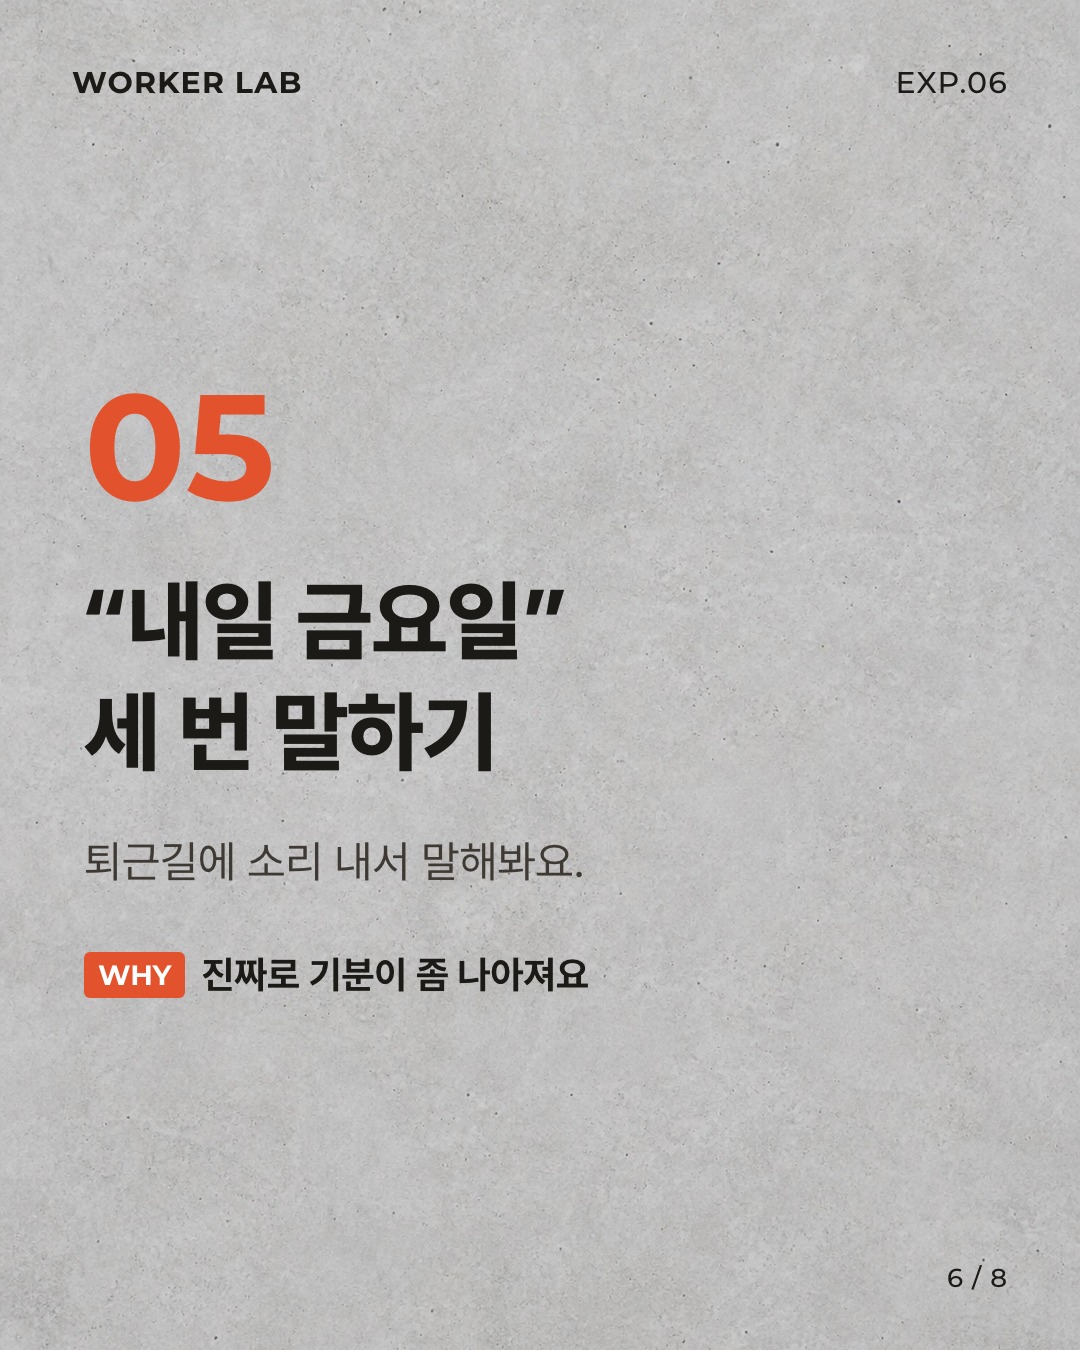 WORKER LAB
EXP.06
05
“내일 금요일”
세 번 말하기
퇴근길에 소리 내서 말해봐요.
WHY 진짜로 기분이 좀 나아져요
6 / 8